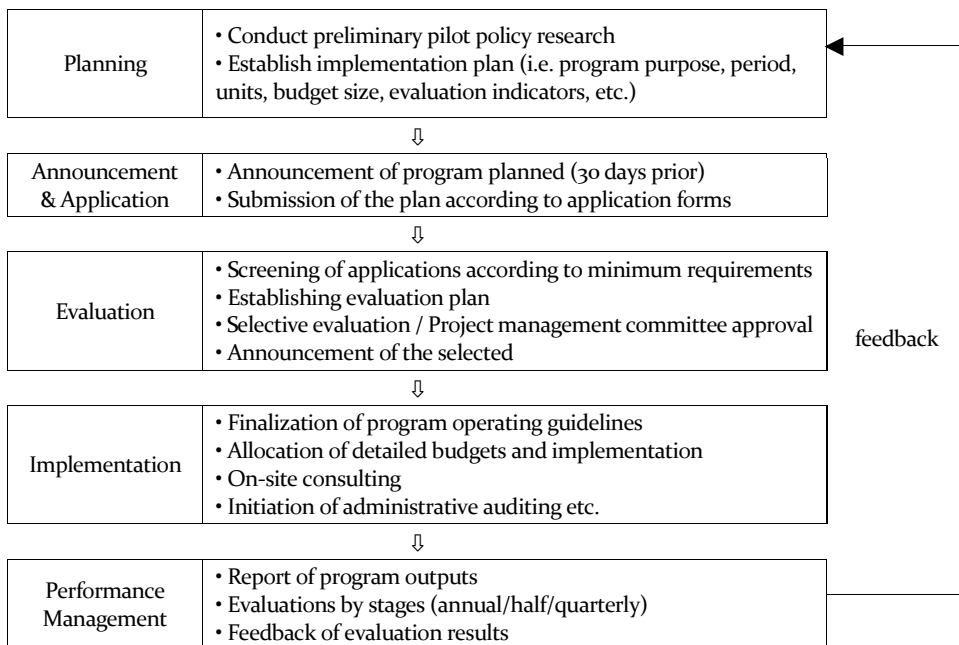 Planning
• Conduct preliminary pilot policy research
• Establish implementation plan (i.e. program purpose, period,
units, budget size, evaluation indicators, etc.)
⇩
Announcement
& Application
• Announcement of program planned (30 days prior)
• Submission of the plan according to application forms
⇩
Evaluation
• Screening of applications according to minimum requirements
• Establishing evaluation plan
• Selective evaluation / Project management committee approval
• Announcement of the selected
feedback
⇩
Implementation
• Finalization of program operating guidelines
• Allocation of detailed budgets and implementation
• On-site consulting
• Initiation of administrative auditing etc.
⇩
Performance
Management
• Report of program outputs
• Evaluations by stages (annual/half/quarterly)
• Feedback of evaluation results